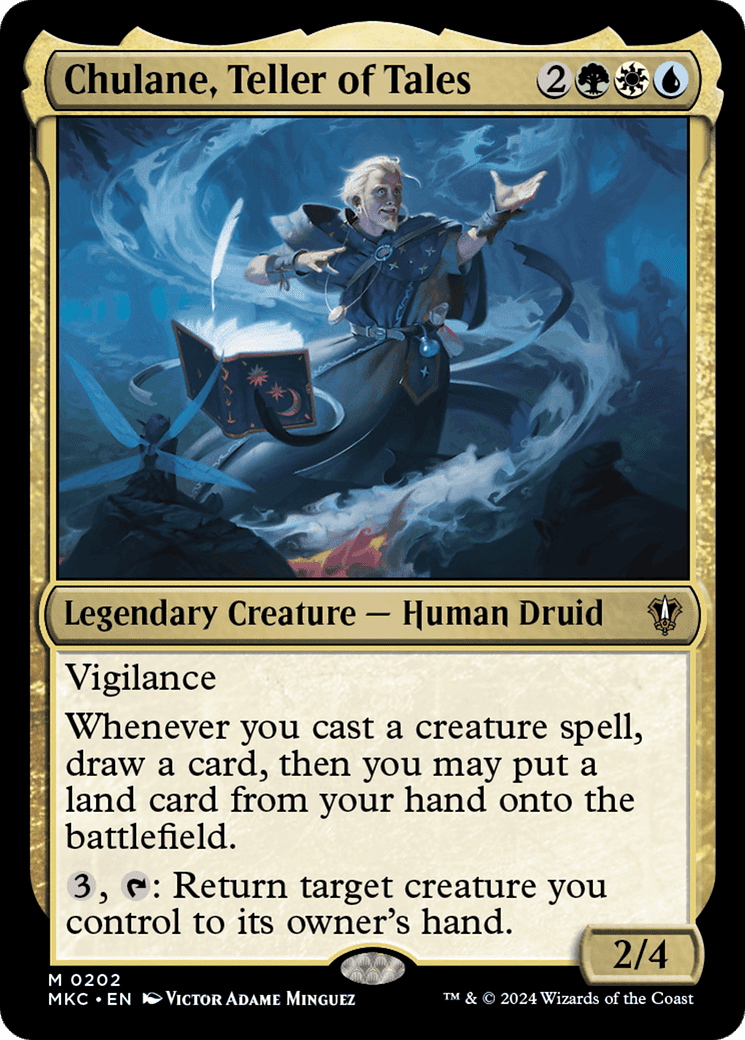 Chulane, Teller of Tales 2
Legendary Creature — Human Druid
Vigilance
Whenever you cast a creature spell,
draw a card, then you may put a
land card from your hand onto the
battlefield.
3, : Return target creature you
control to its owner's hand.
2/4
M 0202
MKC • EN Victor Adame Minguez
™ & © 2024 Wizards of the Coast